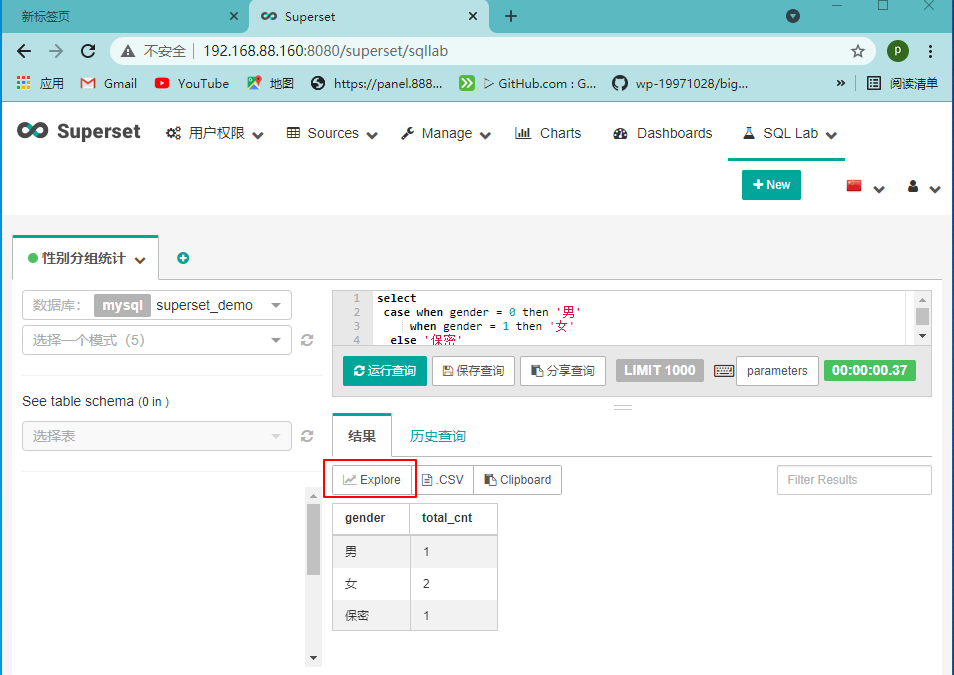 新标签页
Superset
不安全 192.168.88.160:8080/superset/sqllab
P
应用 Gmail YouTube 地图 https://panel.888... ▷ GitHub.com : G... wp-19971028/big... » 阅读清单
Superset 用户权限 Sources Manage Charts Dashboards SQL Lab
+ New
性别分组统计
数据库: mysql superset_demo
选择一个模式 (5)
See table schema (0 in )
选择表
1 select
2 case when gender = 0 then '男'
3 when gender = 1 then '女'
4 else '保密'
运行查询 保存查询 分享查询 LIMIT 1000 parameters 00:00:00.37
结果 历史查询
Explore .CSV Clipboard Filter Results
gender total_cnt
男 1
女 2
保密 1